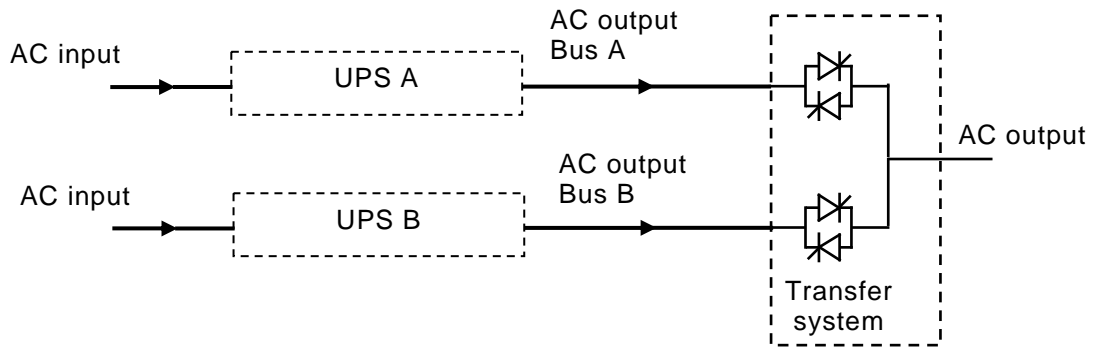 AC input
UPS A
AC output
Bus A
AC output
AC input
UPS B
AC output
Bus B
Transfer
system